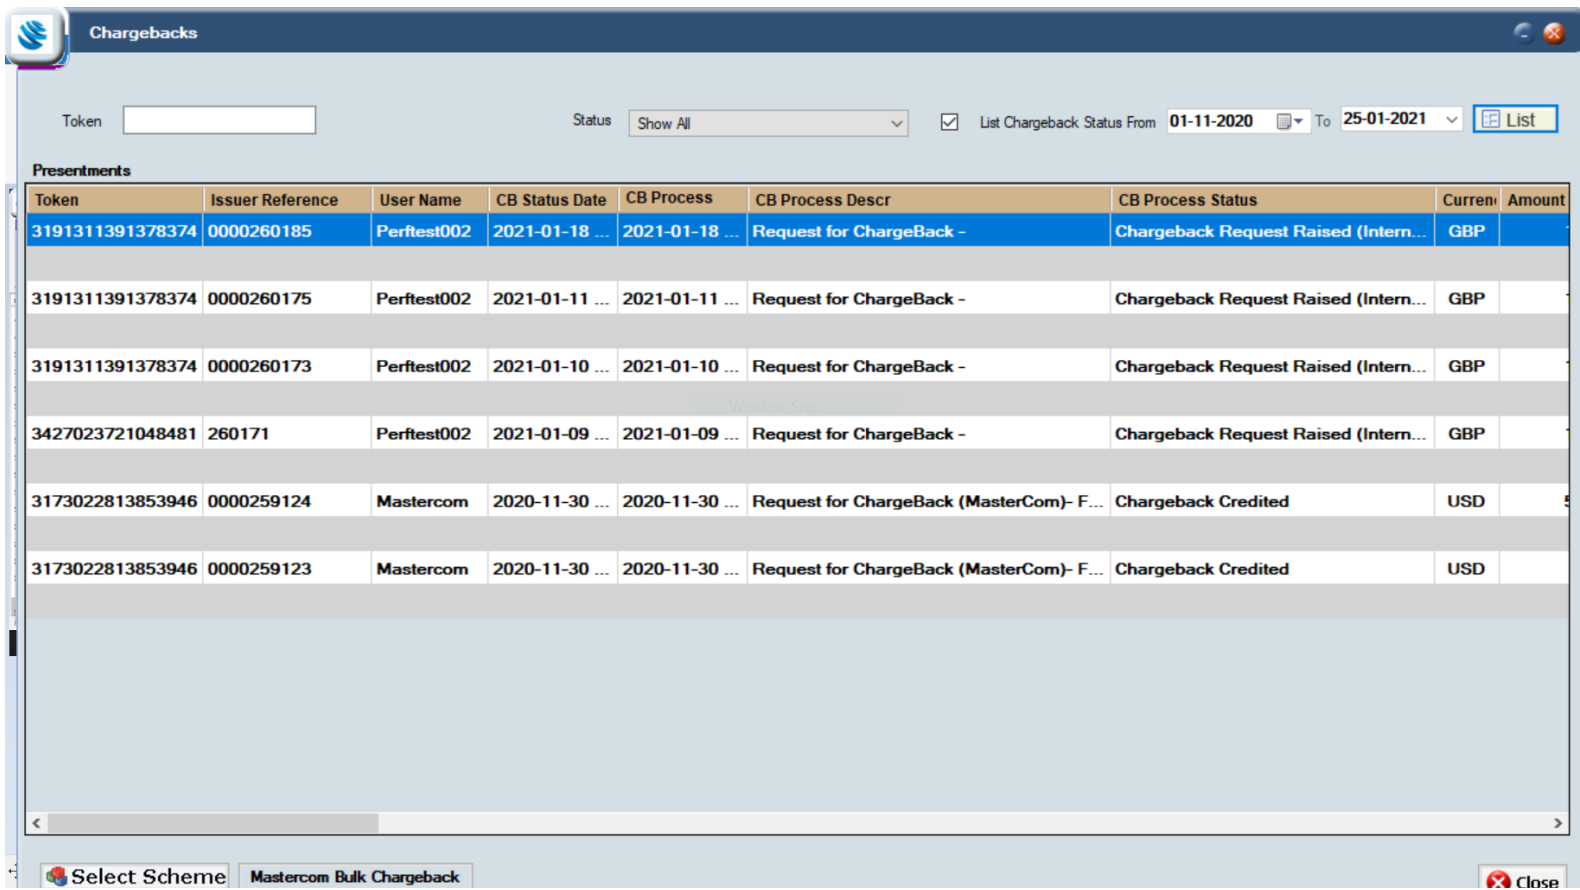 Chargebacks
Token Status Show All List Chargeback Status From 01-11-2020 To 25-01-2021 List
Presentments
Token Issuer Reference User Name CB Status Date CB Process CB Process Descr CB Process Status Curren Amount
3191311391378374 0000260185 Perftest002 2021-01-18 ... 2021-01-18 ... Request for ChargeBack - Chargeback Request Raised (Intern... GBP
3191311391378374 0000260175 Perftest002 2021-01-11 ... 2021-01-11 ... Request for ChargeBack - Chargeback Request Raised (Intern... GBP
3191311391378374 0000260173 Perftest002 2021-01-10 ... 2021-01-10 ... Request for ChargeBack - Chargeback Request Raised (Intern... GBP
Window Snip
3427023721048481 260171 Perftest002 2021-01-09 ... 2021-01-09 ... Request for ChargeBack - Chargeback Request Raised (Intern... GBP
3173022813853946 0000259124 Mastercom 2020-11-30 ... 2020-11-30 ... Request for ChargeBack (MasterCom)- F... Chargeback Credited USD
3173022813853946 0000259123 Mastercom 2020-11-30 ... 2020-11-30 ... Request for ChargeBack (MasterCom)- F... Chargeback Credited USD
Select Scheme Mastercom Bulk Chargeback Close